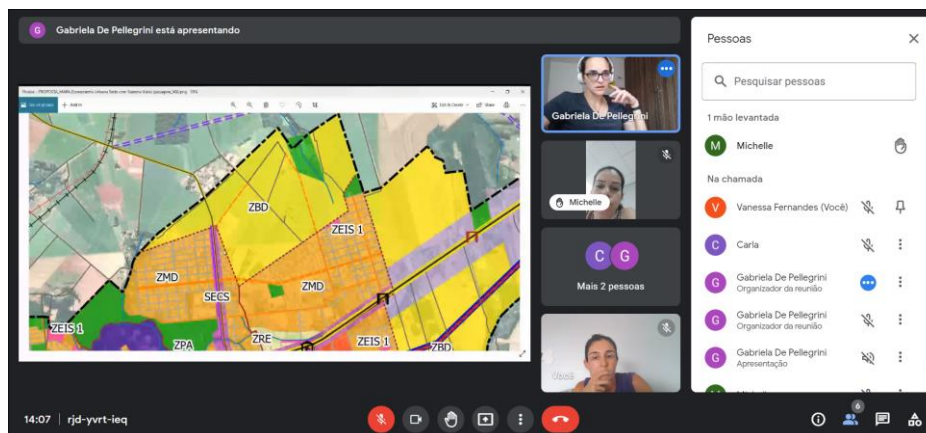 G Gabriela De Pellegrini está apresentando
ZBD
ZEIS 1
ZMD
ZMD
SECS
ZEIS 1
ZPA
ZRE
ZEIS 1
ZBD
Gabriela De Pellegrini
Michelle
C G
Mais 2 pessoas
Você
Pessoas
Pesquisar pessoas
1 mão levantada
M Michelle
Na chamada
V Vanessa Fernandes (Você)
C Carla
G Gabriela De Pellegrini
Organizador da reunião
G Gabriela De Pellegrini
Organizador da reunião
G Gabriela De Pellegrini
Apresentação
14:07 | rjd-yvrt-ieq
6